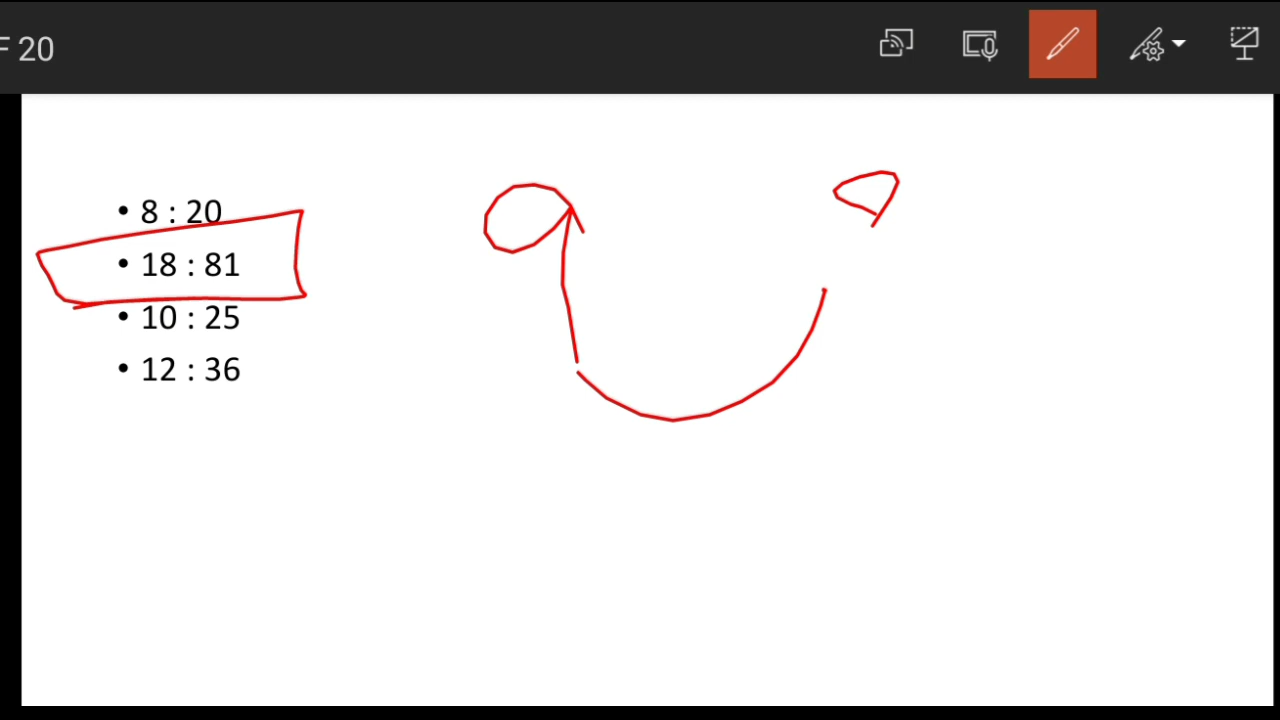 F 20
• 8 : 20
• 18 : 81
• 10 : 25
• 12 : 36